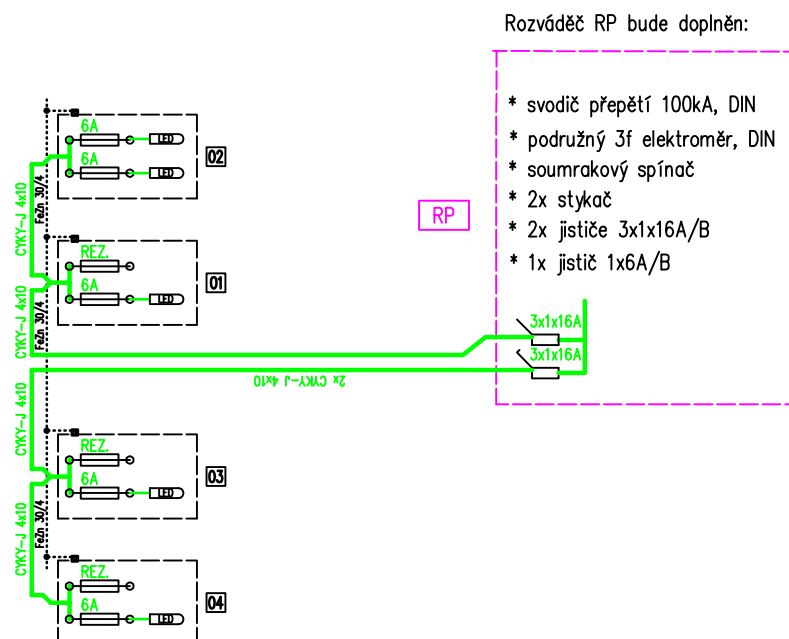 Rozváděč RP bude doplněn:
* svodič přepětí 100kA, DIN
* podružný 3f elektroměr, DIN
* soumrakový spínač
* 2x stykač
* 2x jističe 3x1x16A/B
* 1x jistič 1x6A/B
RP
3x1x16A
3x1x16A
2x CYKY-J 4x10
6A
LED
6A
LED
02
CYKY-J 4x10
FeZn 30/4
REZ.
6A
LED
01
CYKY-J 4x10
FeZn 30/4
CYKY-J 4x10
REZ.
6A
LED
03
CYKY-J 4x10
FeZn 30/4
REZ.
6A
LED
04